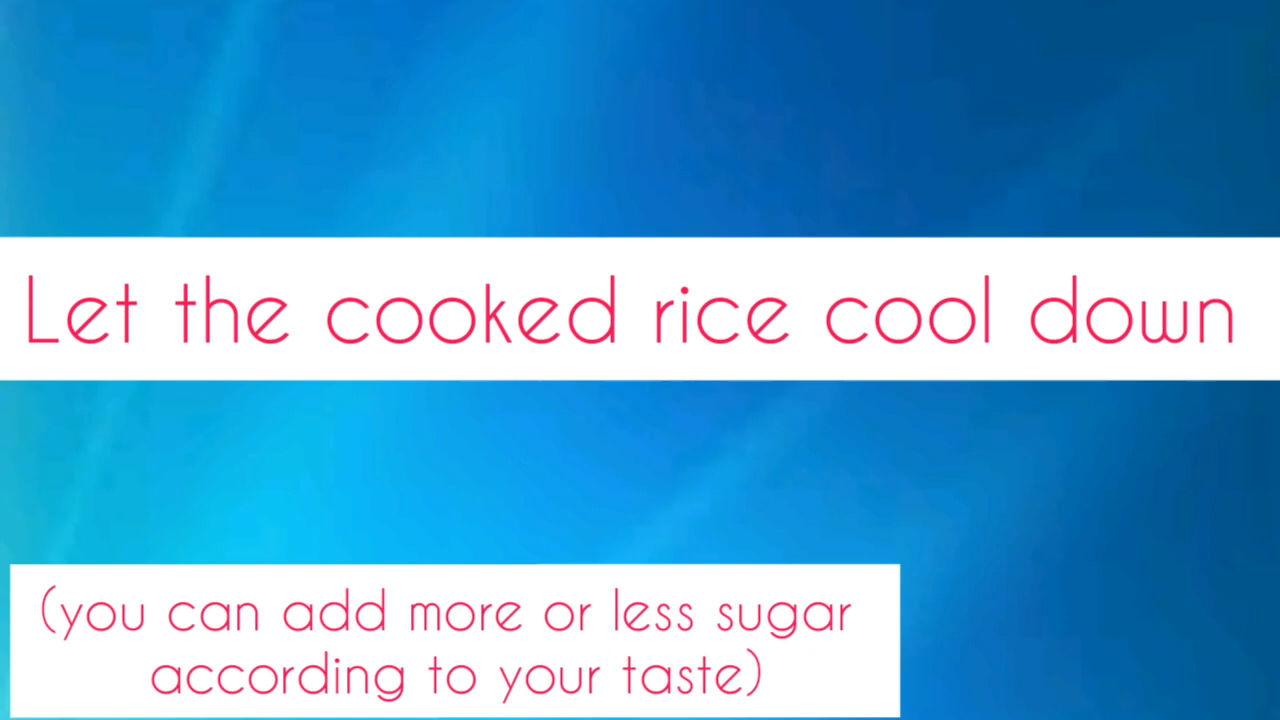 Let the cooked rice cool down
(you can add more or less sugar
according to your taste)